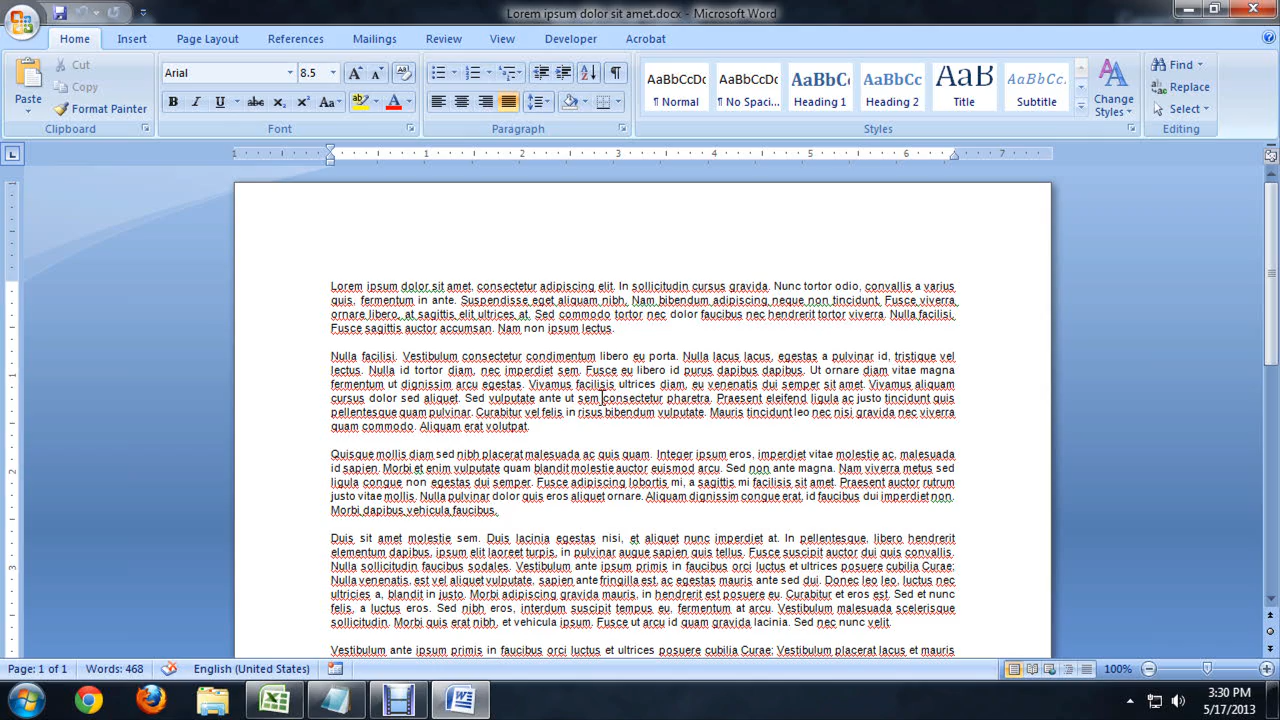 Lorem ipsum dolor sit amet.docx - Microsoft Word
Home Insert Page Layout References Mailings Review View Developer Acrobat
Paste
Cut
Copy
Format Painter
Clipboard
Arial 8.5
Font
Paragraph
AaBbCcDc AaBbCcDc AaBbCc AaBbCc AaB AaBbCc
¶ Normal ¶ No Spaci... Heading 1 Heading 2 Title Subtitle
Change
Styles
Styles
Find
Replace
Select
Editing
1 1 2 3 4 5 6 7
Lorem ipsum dolor sit amet, consectetur adipiscing elit. In sollicitudin cursus gravida. Nunc tortor odio, convallis a varius
quis, fermentum in ante. Suspendisse eget aliquam nibh. Nam bibendum adipiscing neque non tincidunt. Fusce viverra
ornare libero, at sagittis elit ultrices at. Sed commodo tortor nec dolor faucibus nec hendrerit tortor viverra. Nulla facilisi.
Fusce sagittis auctor accumsan. Nam non ipsum lectus.
Nulla facilisi. Vestibulum consectetur condimentum libero eu porta. Nulla lacus lacus, egestas a pulvinar id, tristique vel
lectus. Nulla id tortor diam, nec imperdiet sem. Fusce eu libero id purus dapibus dapibus. Ut ornare diam vitae magna
fermentum ut dignissim arcu egestas. Vivamus facilisis ultrices diam, eu venenatis dui semper sit amet. Vivamus aliquam
cursus dolor sed aliquet. Sed vulputate ante ut sem consectetur pharetra. Praesent eleifend ligula ac justo tincidunt quis
pellentesque quam pulvinar. Curabitur vel felis in risus bibendum vulputate. Mauris tincidunt leo nec nisi gravida nec viverra
quam commodo. Aliquam erat volutpat.
Quisque mollis diam sed nibh placerat malesuada ac quis quam. Integer ipsum eros, imperdiet vitae molestie ac, malesuada
id sapien. Morbi et enim vulputate quam blandit molestie auctor euismod arcu. Sed non ante magna. Nam viverra metus sed
ligula congue non egestas dui semper. Fusce adipiscing lobortis mi, a sagittis mi facilisis sit amet. Praesent auctor rutrum
justo vitae mollis. Nulla pulvinar dolor quis eros aliquet ornare. Aliquam dignissim congue erat, id faucibus dui imperdiet non.
Morbi dapibus vehicula faucibus.
Duis sit amet molestie sem. Duis lacinia egestas nisi, et aliquet nunc imperdiet at. In pellentesque, libero hendrerit
elementum dapibus, ipsum elit laoreet turpis, in pulvinar augue sapien quis tellus. Fusce suscipit auctor dui quis convallis.
Nulla sollicitudin faucibus sodales. Vestibulum ante ipsum primis in faucibus orci luctus et ultrices posuere cubilia Curae;
Nulla venenatis, est vel aliquet vulputate, sapien ante fringilla est, ac egestas mauris ante sed dui. Donec leo leo, luctus nec
ultricies a, blandit in justo. Morbi adipiscing gravida mauris, in hendrerit est posuere eu. Curabitur et eros est. Sed et nunc
felis, a luctus eros. Sed nibh eros, interdum suscipit tempus eu, fermentum at arcu. Vestibulum malesuada scelerisque
sollicitudin. Morbi quis erat nibh, et vehicula ipsum. Fusce ut arcu id quam gravida lacinia. Sed nec nunc velit.
Vestibulum ante ipsum primis in faucibus orci luctus et ultrices posuere cubilia Curae; Vestibulum placerat lacus et mauris
Page: 1 of 1 Words: 468 English (United States) 100%
3:30 PM
5/17/2013